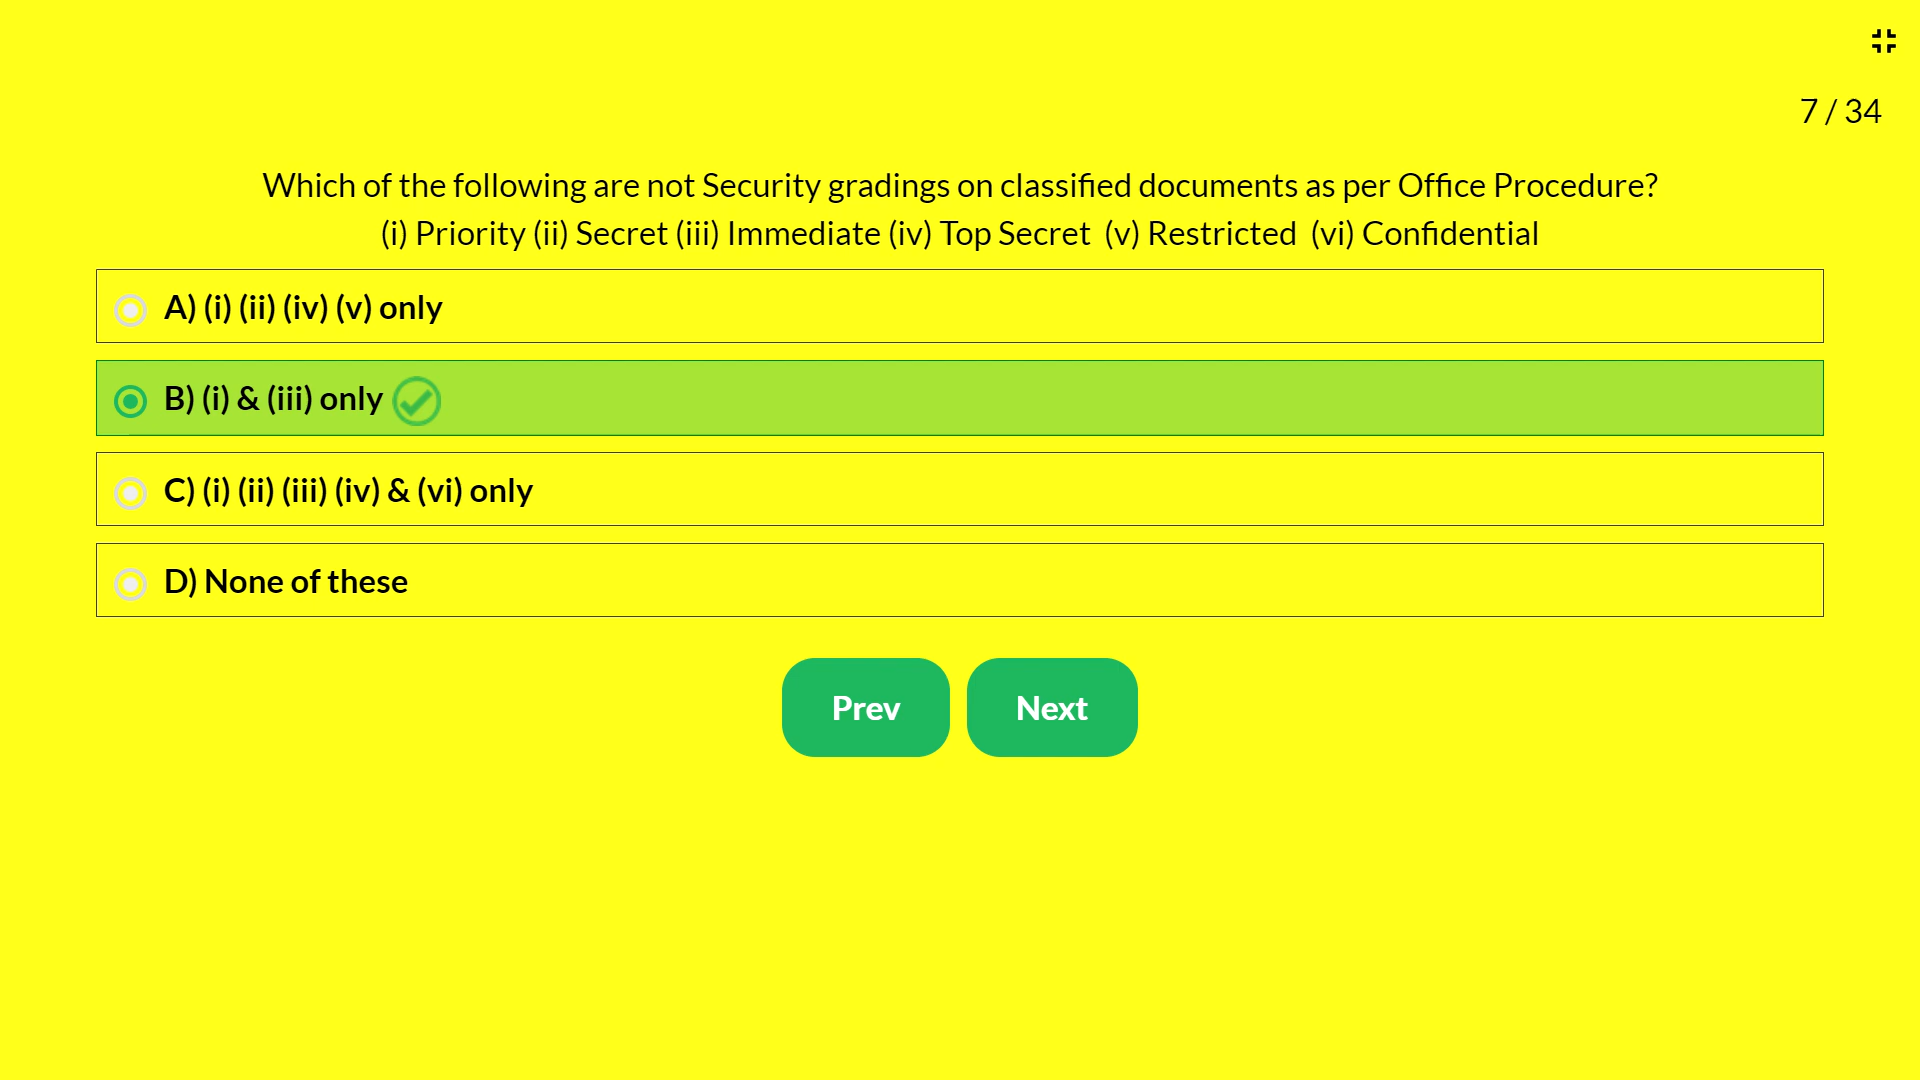 7 / 34
Which of the following are not Security gradings on classified documents as per Office Procedure?
(i) Priority (ii) Secret (iii) Immediate (iv) Top Secret  (v) Restricted  (vi) Confidential
A) (i) (ii) (iv) (v) only
B) (i) & (iii) only
C) (i) (ii) (iii) (iv) & (vi) only
D) None of these
Prev Next